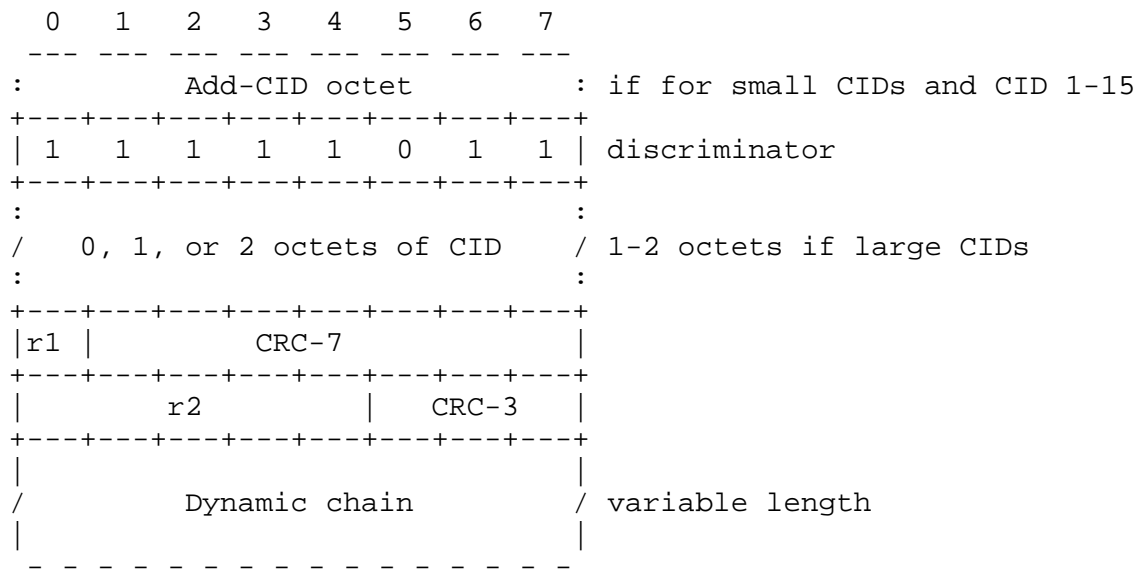 0   1   2   3   4   5   6   7
 --- --- --- --- --- --- --- ---
:         Add-CID octet         : if for small CIDs and CID 1-15
+---+---+---+---+---+---+---+---+
| 1   1   1   1   1   0   1   1 | discriminator
+---+---+---+---+---+---+---+---+
:                               :
/   0, 1, or 2 octets of CID    / 1-2 octets if large CIDs
:                               :
+---+---+---+---+---+---+---+---+
|r1 |         CRC-7             |
+---+---+---+---+---+---+---+---+
|        r2         |   CRC-3   |
+---+---+---+---+---+---+---+---+
|                               |
/         Dynamic chain         / variable length
|                               |
 - - - - - - - - - - - - - - - -